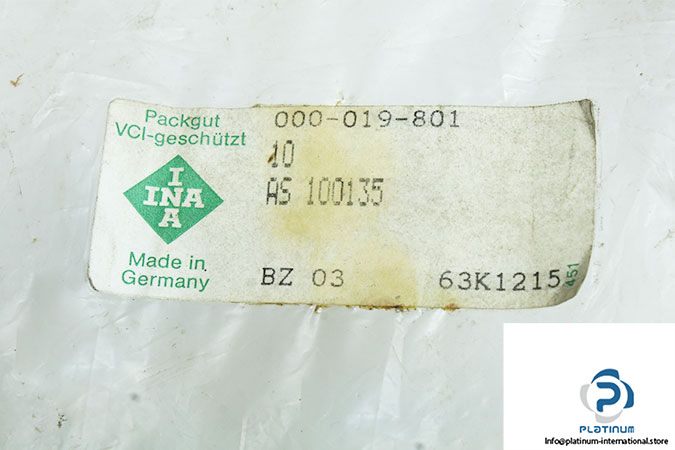 Packgut
VCI-geschützt
000-019-801
10
AS 100135
INA
INA
Made in
Germany
BZ 03
63K1215
451
PLATINUM
Info@platinum-international.store